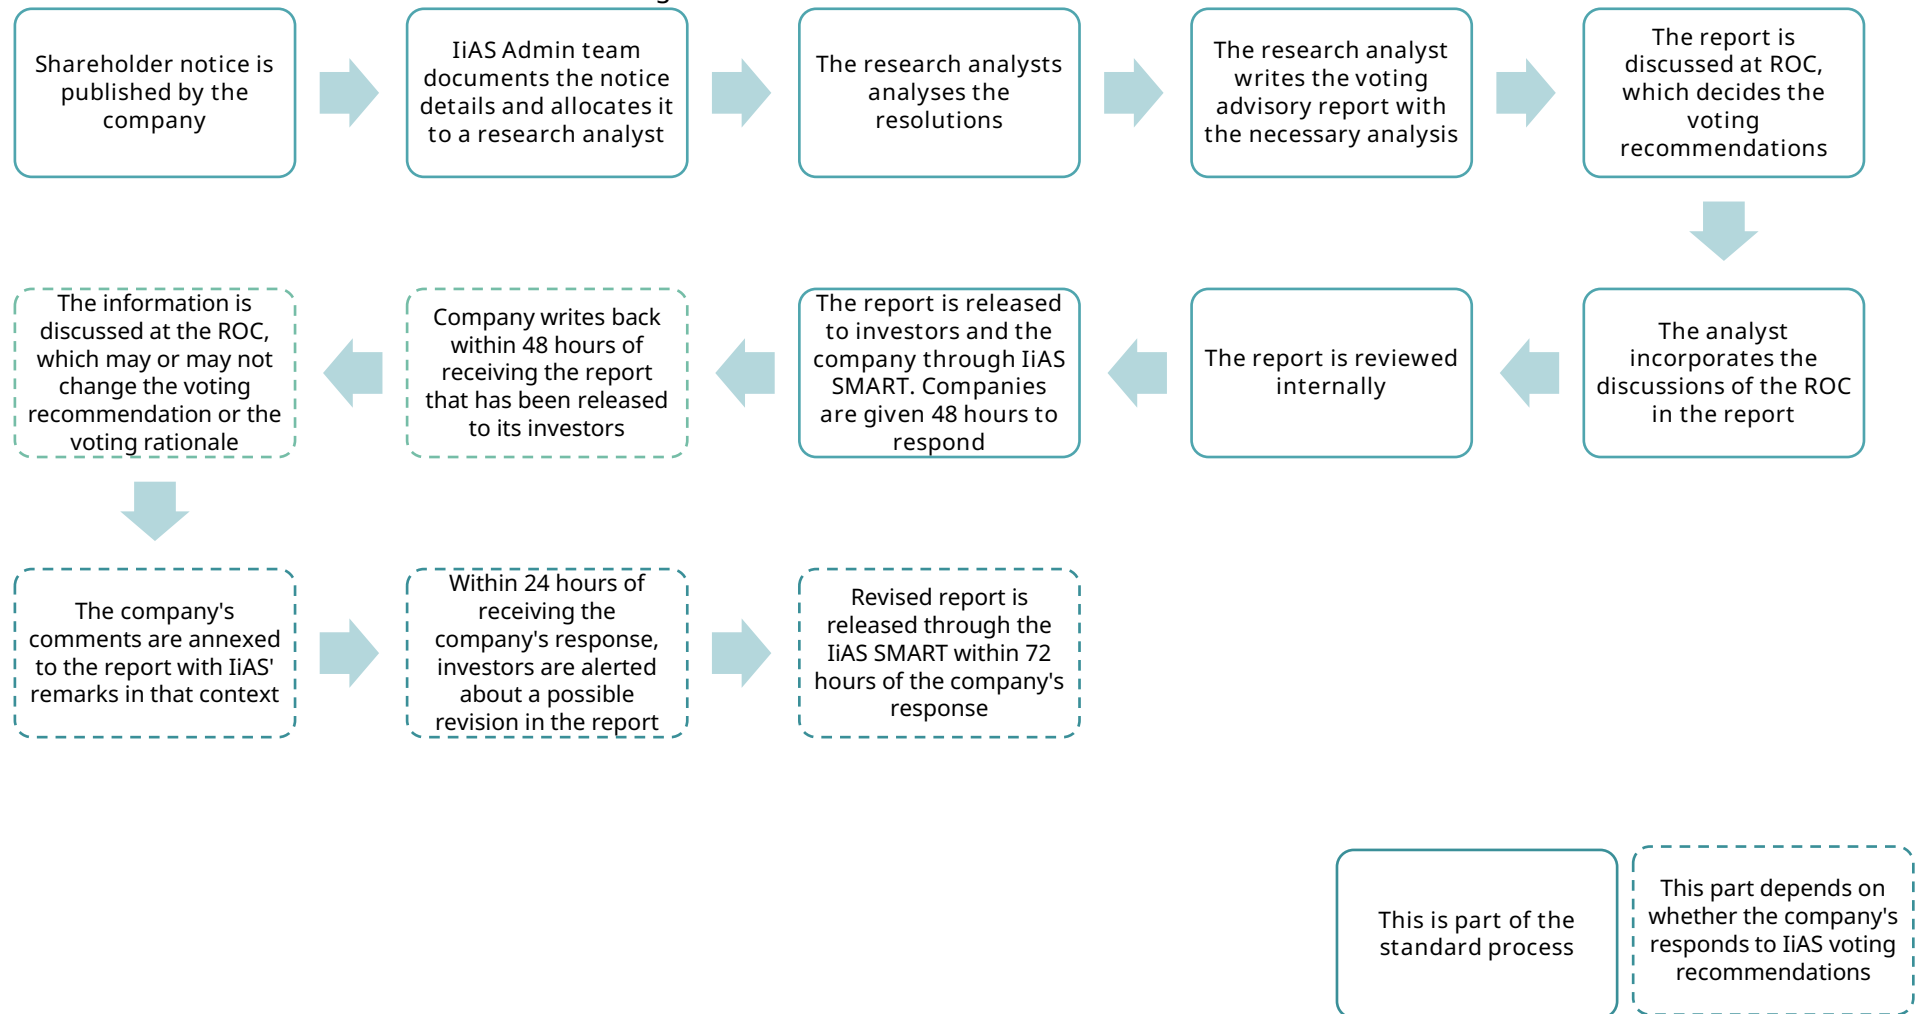 Shareholder notice is
published by the
company
IiAS Admin team
documents the notice
details and allocates it
to a research analyst
The research analysts
analyses the
resolutions
The research analyst
writes the voting
advisory report with
the necessary analysis
The report is
discussed at ROC,
which decides the
voting
recommendations
The information is
discussed at the ROC,
which may or may not
change the voting
recommendation or the
voting rationale
Company writes back
within 48 hours of
receiving the report
that has been released
to its investors
The report is released
to investors and the
company through IiAS
SMART. Companies
are given 48 hours to
respond
The report is reviewed
internally
The analyst
incorporates the
discussions of the ROC
in the report
The company's
comments are annexed
to the report with IiAS'
remarks in that context
Within 24 hours of
receiving the
company's response,
investors are alerted
about a possible
revision in the report
Revised report is
released through the
IiAS SMART within 72
hours of the company's
response
This is part of the
standard process
This part depends on
whether the company's
responds to IiAS voting
recommendations